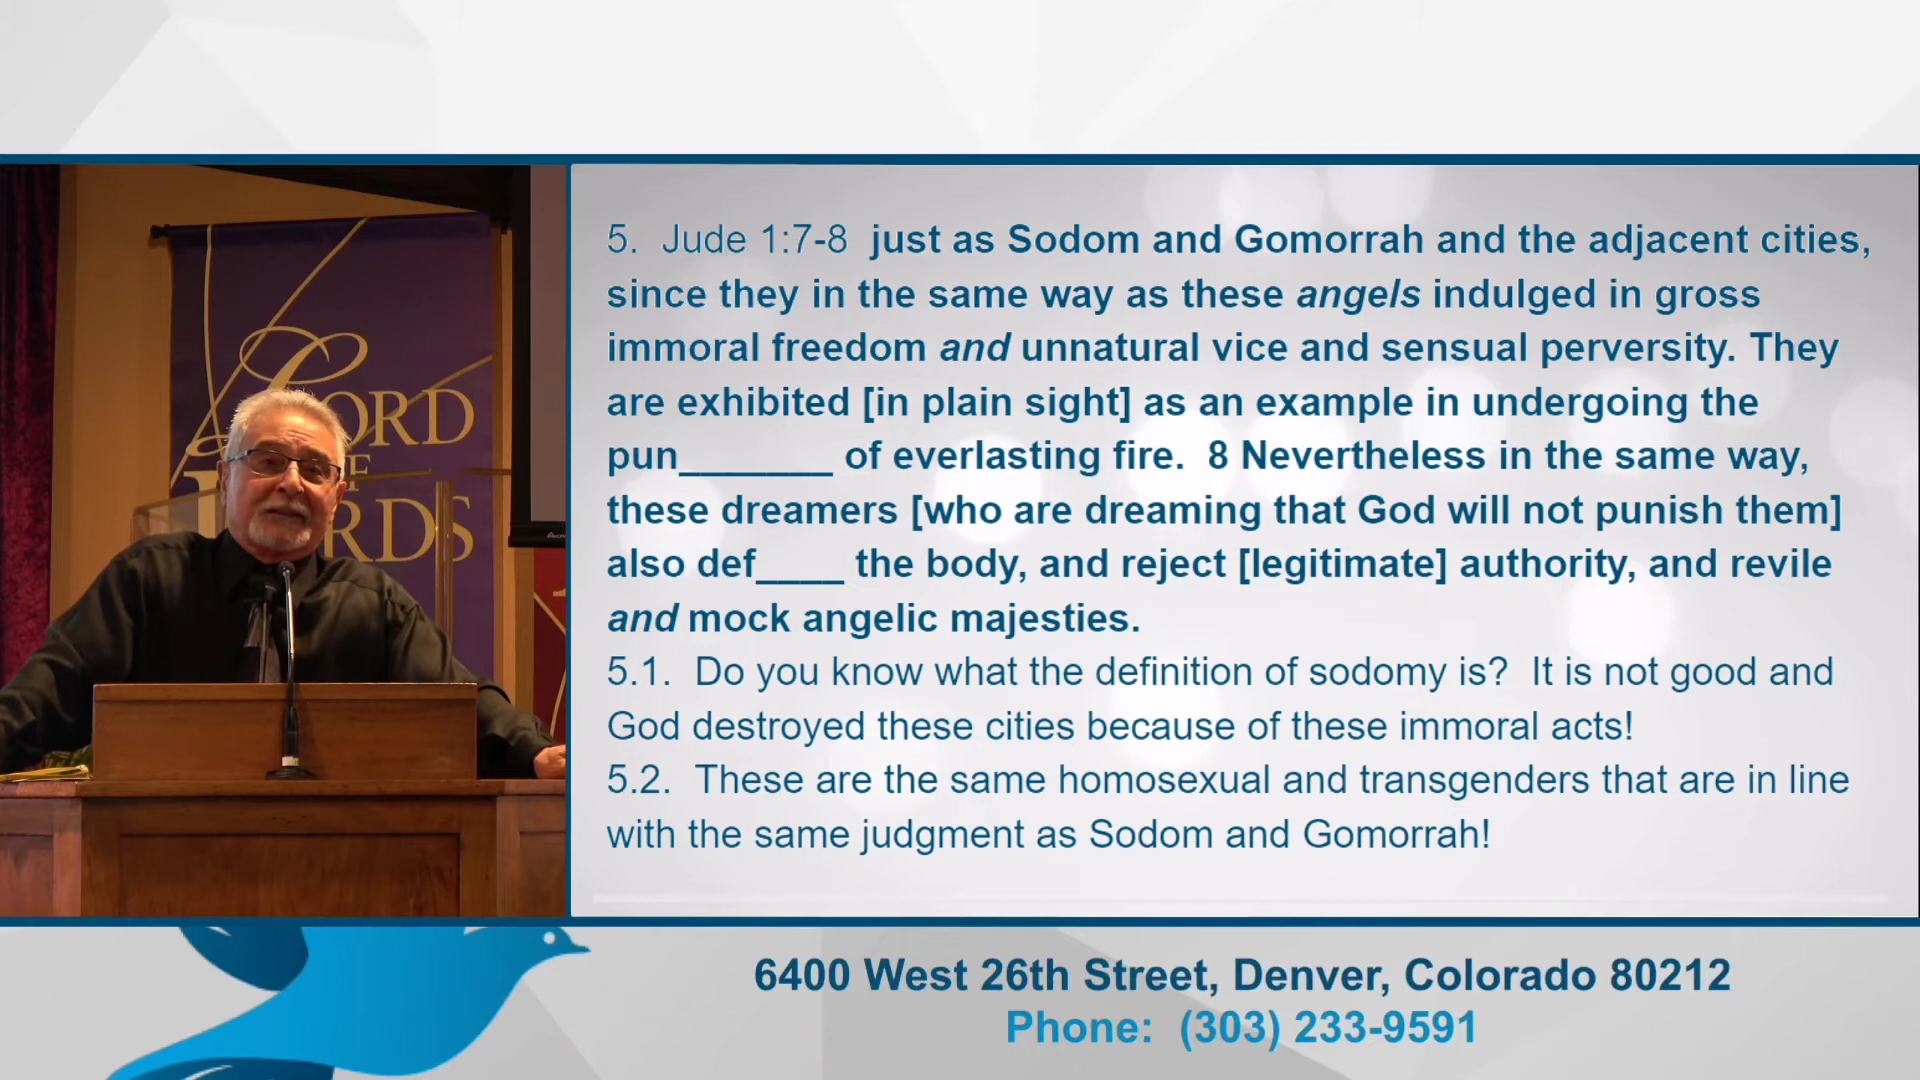 LORD
OF
LORDS
5. Jude 1:7-8 just as Sodom and Gomorrah and the adjacent cities,
since they in the same way as these angels indulged in gross
immoral freedom and unnatural vice and sensual perversity. They
are exhibited [in plain sight] as an example in undergoing the
pun_______ of everlasting fire. 8 Nevertheless in the same way,
these dreamers [who are dreaming that God will not punish them]
also def____ the body, and reject [legitimate] authority, and revile
and mock angelic majesties.
5.1. Do you know what the definition of sodomy is? It is not good and
God destroyed these cities because of these immoral acts!
5.2. These are the same homosexual and transgenders that are in line
with the same judgment as Sodom and Gomorrah!
6400 West 26th Street, Denver, Colorado 80212
Phone: (303) 233-9591